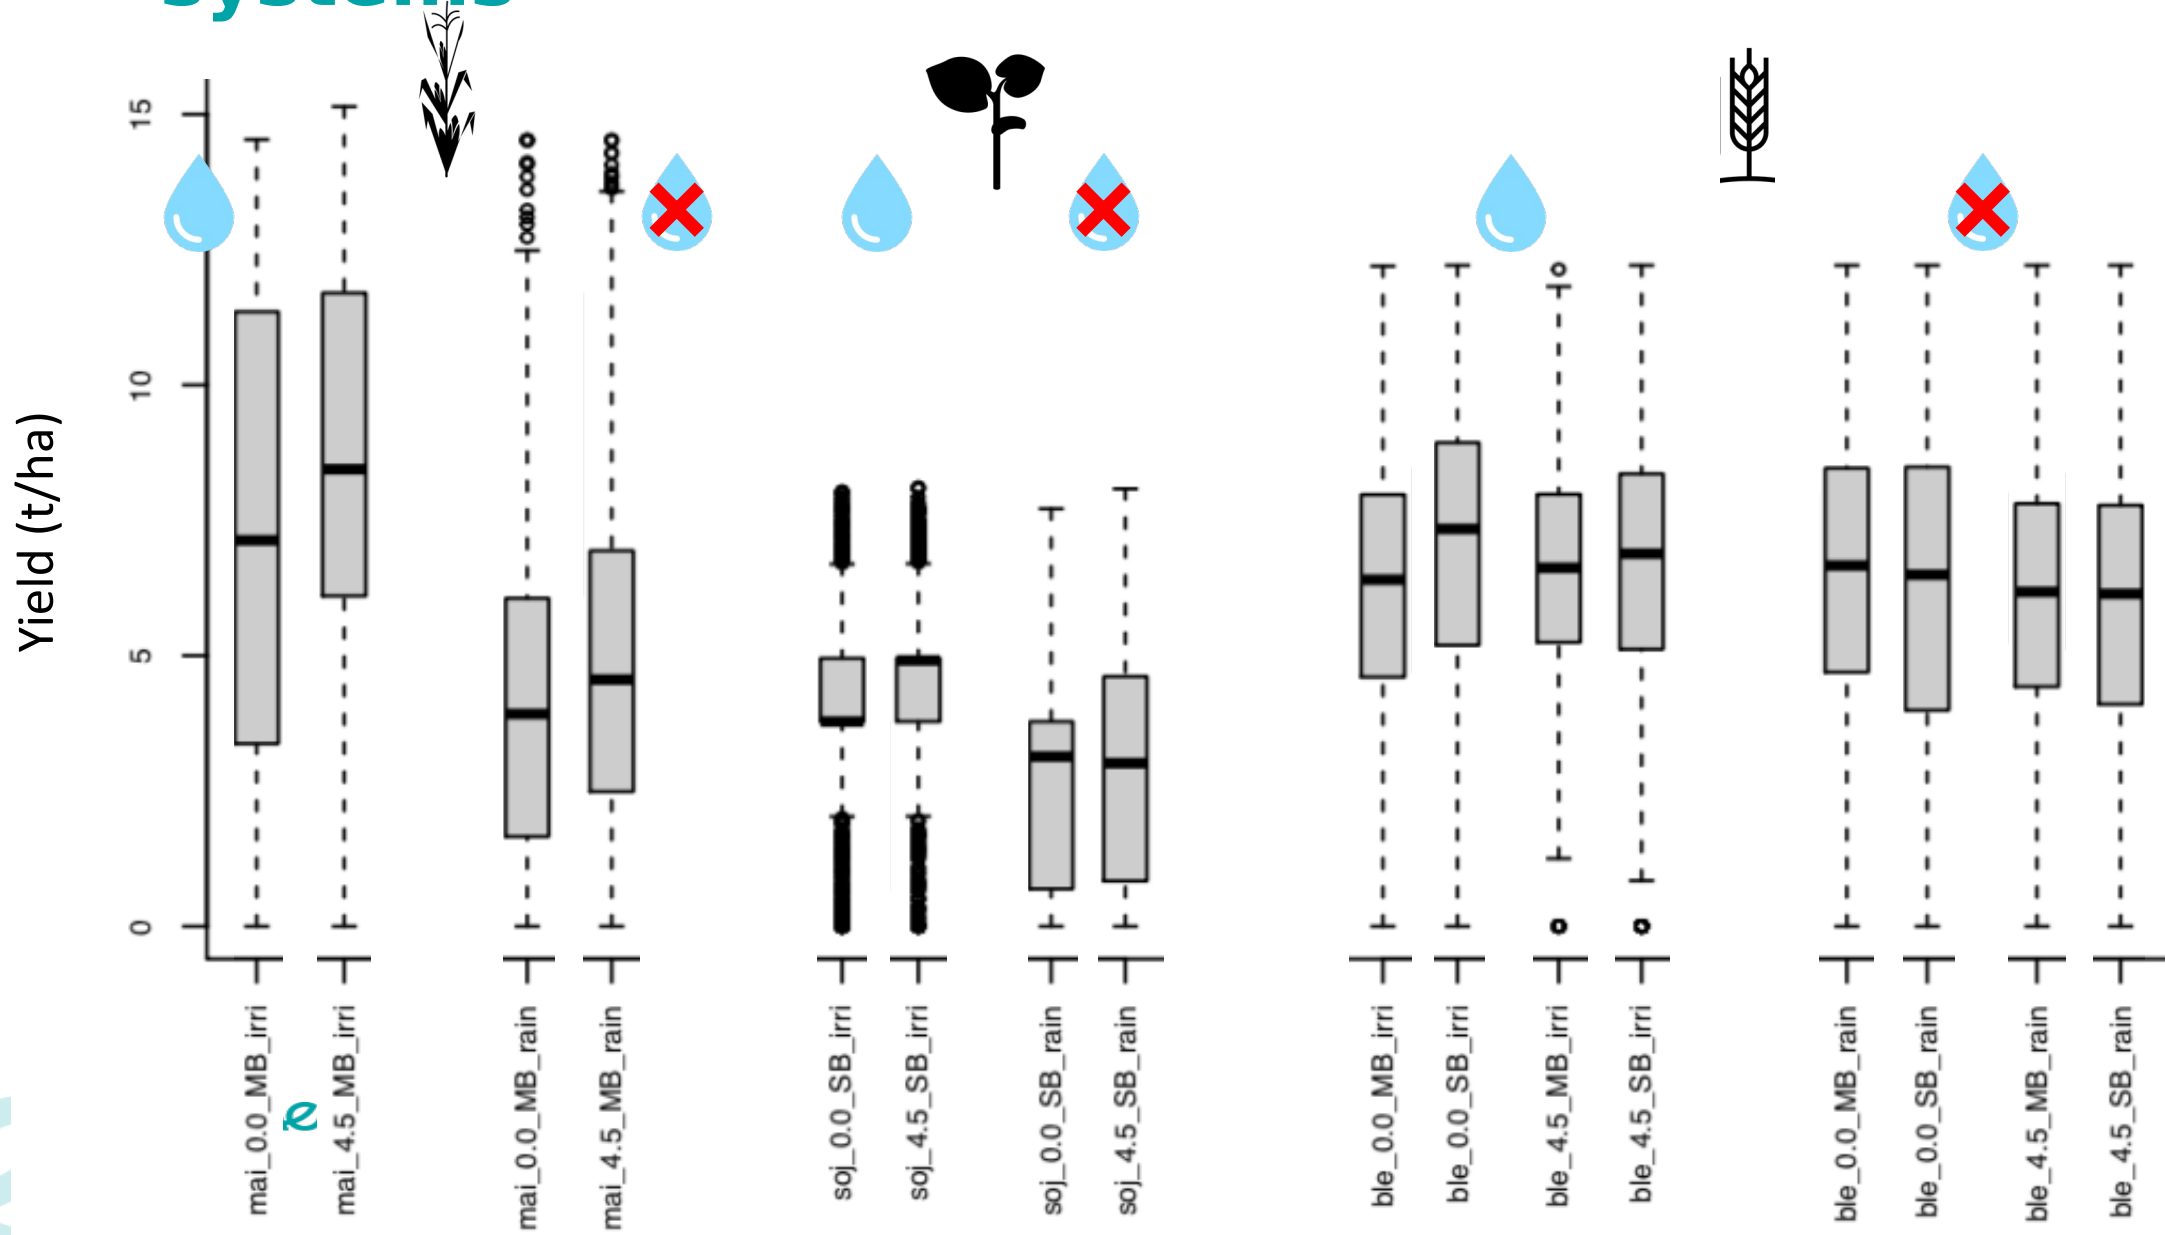 systems
Yield (t/ha)
15
10
5
0
mai_0.0_MB_irri
mai_4.5_MB_irri
mai_0.0_MB_rain
mai_4.5_MB_rain
soj_0.0_SB_irri
soj_4.5_SB_irri
soj_0.0_SB_rain
soj_4.5_SB_rain
ble_0.0_MB_irri
ble_0.0_SB_irri
ble_4.5_MB_irri
ble_4.5_SB_irri
ble_0.0_MB_rain
ble_0.0_SB_rain
ble_4.5_MB_rain
ble_4.5_SB_rain